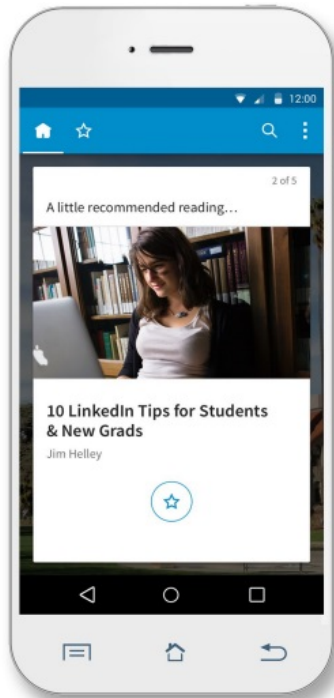 12:00
2 of 5
A little recommended reading…
10 LinkedIn Tips for Students
& New Grads
Jim Helley